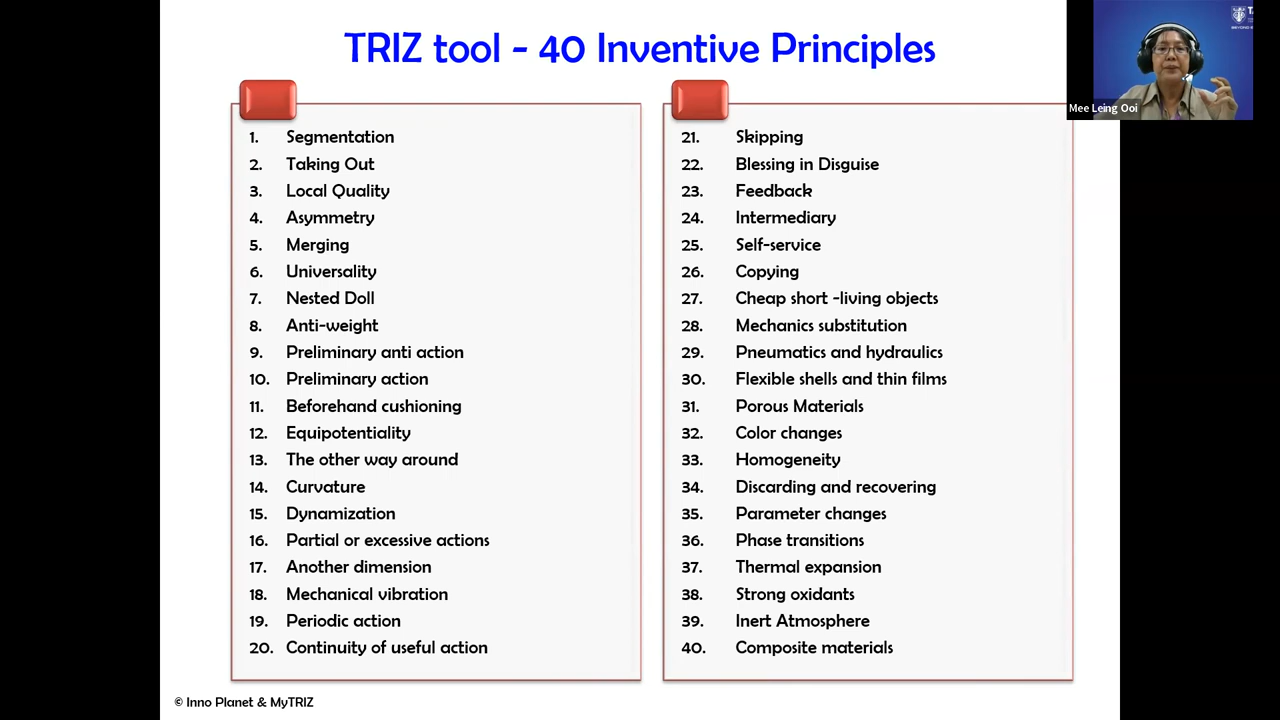 TRIZ tool - 40 Inventive Principles
1. Segmentation
2. Taking Out
3. Local Quality
4. Asymmetry
5. Merging
6. Universality
7. Nested Doll
8. Anti-weight
9. Preliminary anti action
10. Preliminary action
11. Beforehand cushioning
12. Equipotentiality
13. The other way around
14. Curvature
15. Dynamization
16. Partial or excessive actions
17. Another dimension
18. Mechanical vibration
19. Periodic action
20. Continuity of useful action
21. Skipping
22. Blessing in Disguise
23. Feedback
24. Intermediary
25. Self-service
26. Copying
27. Cheap short -living objects
28. Mechanics substitution
29. Pneumatics and hydraulics
30. Flexible shells and thin films
31. Porous Materials
32. Color changes
33. Homogeneity
34. Discarding and recovering
35. Parameter changes
36. Phase transitions
37. Thermal expansion
38. Strong oxidants
39. Inert Atmosphere
40. Composite materials
© Inno Planet & MyTRIZ
Mee Leing Ooi